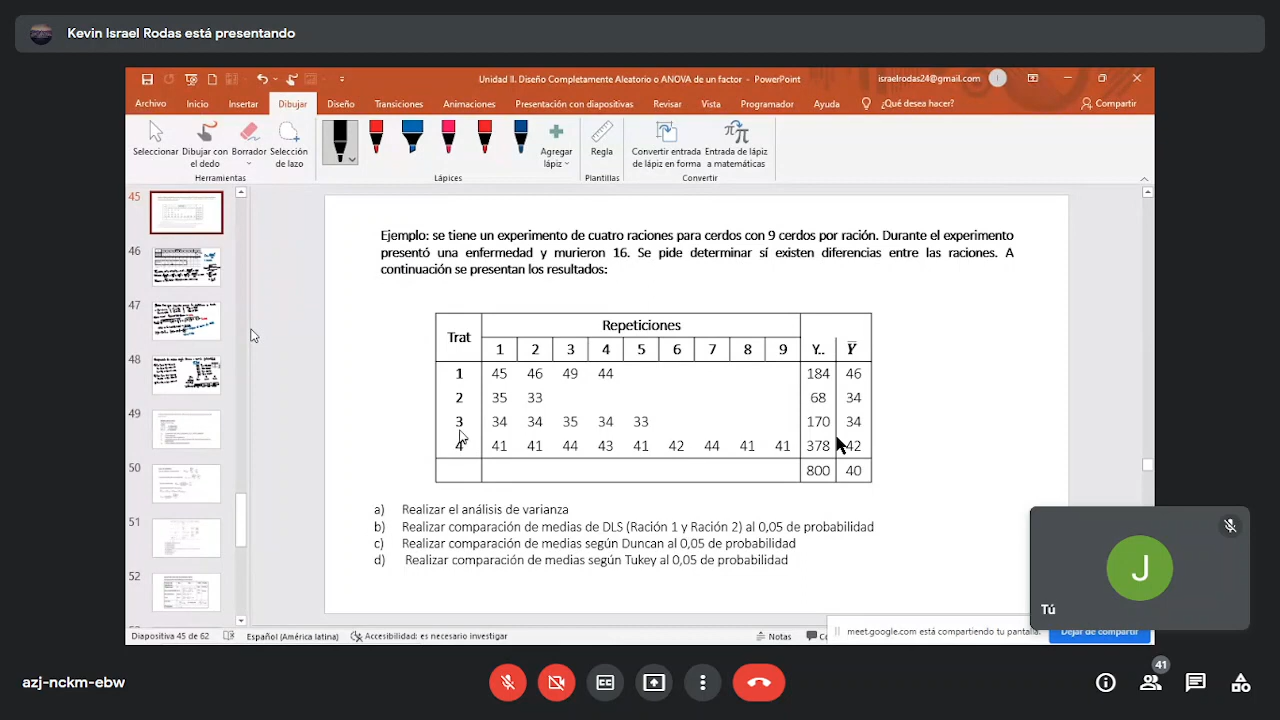 Kevin Israel Rodas está presentando
Unidad II. Diseño Completamente Aleatorio o ANOVA de un factor - PowerPoint
israelrodas24@gmail.com
I
Archivo Inicio Insertar Dibujar Diseño Transiciones Animaciones Presentación con diapositivas Revisar Vista Programador Ayuda ¿Qué desea hacer? Compartir
Seleccionar Dibujar con el dedo Borrador Selección de lazo Agregar lápiz Regla Convertir entrada de lápiz en forma Entrada de lápiz a matemáticas
Herramientas Lápices Plantillas Convertir
45
46
47
48
49
50
51
52
Ejemplo: se tiene un experimento de cuatro raciones para cerdos con 9 cerdos por ración. Durante el experimento
presentó una enfermedad y murieron 16. Se pide determinar sí existen diferencias entre las raciones. A
continuación se presentan los resultados:
Trat Repeticiones
1 2 3 4 5 6 7 8 9 Y.. Y̅
1 45 46 49 44 184 46
2 35 33 68 34
3 34 34 35 34 33 170 34
4 41 41 44 43 41 42 44 41 41 378 42
800 40
a) Realizar el análisis de varianza
b) Realizar comparación de medias de DLS (Ración 1 y Ración 2) al 0,05 de probabilidad
c) Realizar comparación de medias según Duncan al 0,05 de probabilidad
d) Realizar comparación de medias según Tukey al 0,05 de probabilidad
J
Tú
Diapositiva 45 de 62 Español (América latina) Accesibilidad: es necesario investigar Notas
meet.google.com está compartiendo tu pantalla. Dejar de compartir
azj-nckm-ebw
41